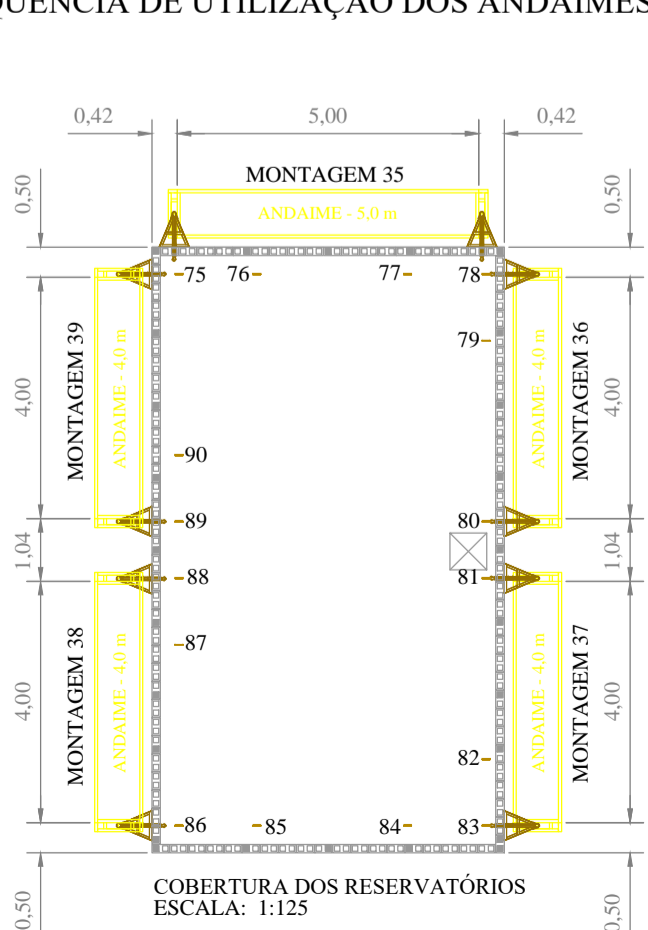 QUÊNCIA DE UTILIZAÇÃO DOS ANDAIMES
0,42 5,00 0,42
0,50 0,50
MONTAGEM 35
ANDAIME - 5,0 m
75 76 77 78
79
MONTAGEM 39
ANDAIME - 4,0 m
4,00
MONTAGEM 36
ANDAIME - 4,0 m
4,00
90
89 80
1,04 1,04
88 81
87
MONTAGEM 38
ANDAIME - 4,0 m
4,00
MONTAGEM 37
ANDAIME - 4,0 m
4,00
82
86 85 84 83
COBERTURA DOS RESERVATÓRIOS
ESCALA: 1:125
0,50 0,50